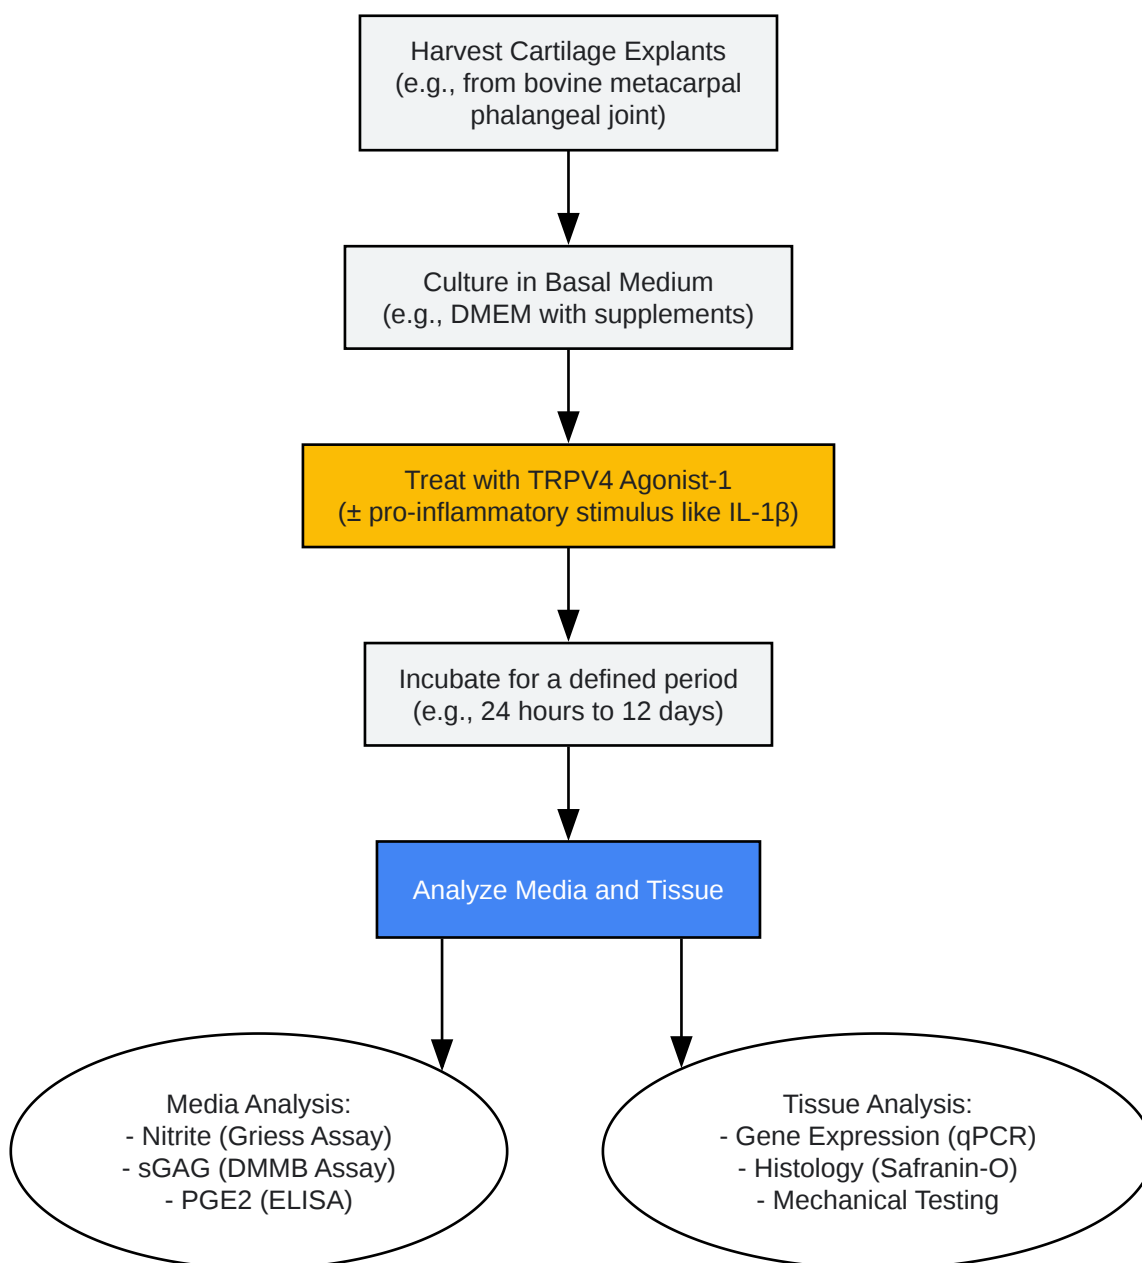 Harvest Cartilage Explants
(e.g., from bovine metacarpal
phalangeal joint)
Culture in Basal Medium
(e.g., DMEM with supplements)
Treat with TRPV4 Agonist-1
(± pro-inflammatory stimulus like IL-1β)
Incubate for a defined period
(e.g., 24 hours to 12 days)
Analyze Media and Tissue
Media Analysis:
- Nitrite (Griess Assay)
- sGAG (DMMB Assay)
- PGE2 (ELISA)
Tissue Analysis:
- Gene Expression (qPCR)
- Histology (Safranin-O)
- Mechanical Testing